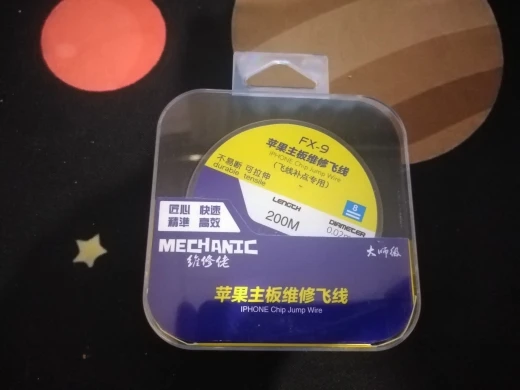 FX-9
苹果主板维修飞线
IPHONE Chip Jump Wire
(飞线补点专用)
不易断 可拉伸
durable tensile
8
LENGTH
200M
DIAMETER
匠心 快速
精準 高效
MECHANIC
维修佬
大师级
苹果主板维修飞线
IPHONE Chip Jump Wire